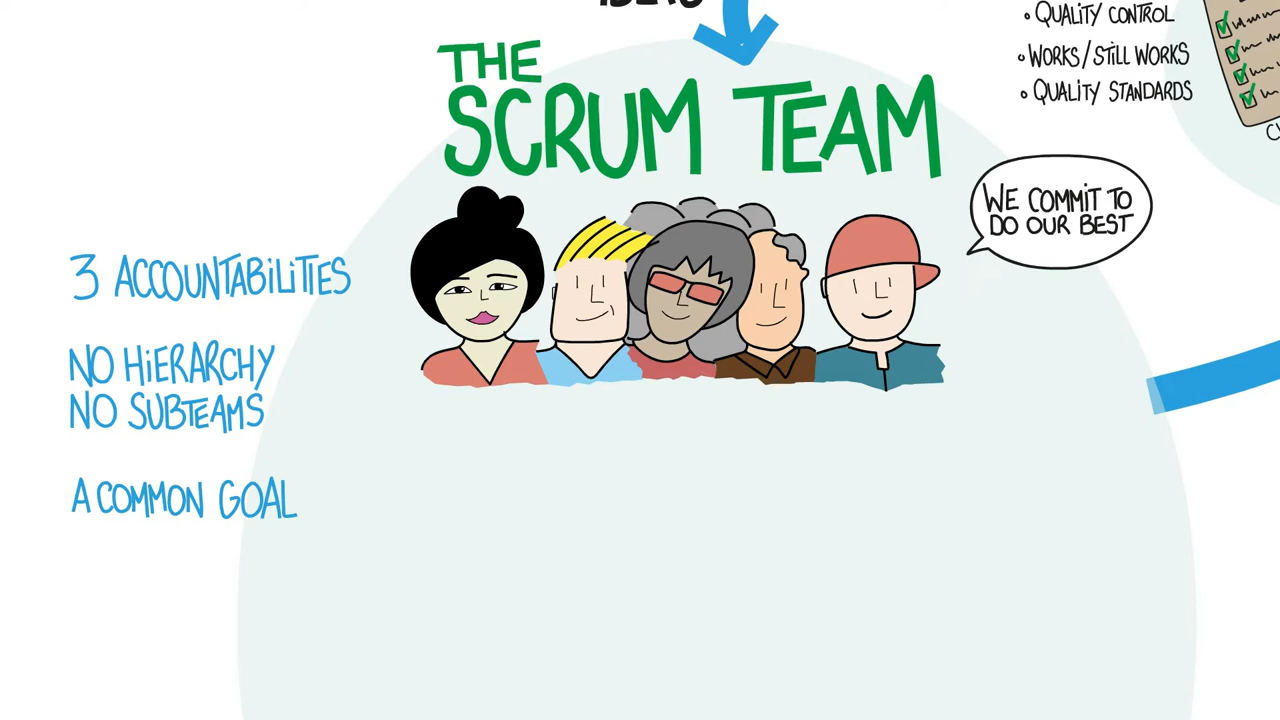 • QUALITY CONTROL
• WORKS/STILL WORKS
• QUALITY STANDARDS
THE
SCRUM TEAM
WE COMMIT TO
DO OUR BEST
3 ACCOUNTABILITIES
NO HIERARCHY
NO SUBTEAMS
A COMMON GOAL